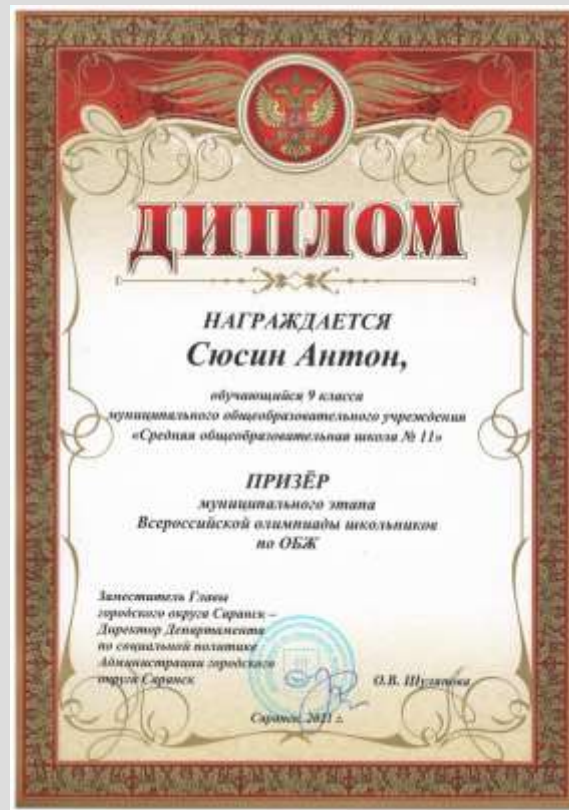 ДИПЛОМ
НАГРАЖДАЕТСЯ
Сюсин Антон,
обучающийся 9 класса
муниципального общеобразовательного учреждения
«Средняя общеобразовательная школа № 11»
ПРИЗЁР
муниципального этапа
Всероссийской олимпиады школьников
по ОБЖ
Заместитель Главы
городского округа Саранск –
Директор Департамента
по социальной политике
Администрации городского
округа Саранск
О.В.
Саранск, 2021 г.